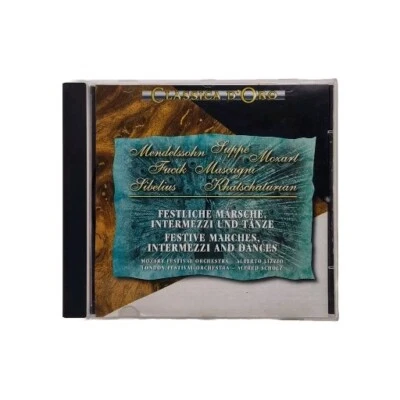 CLASSICA D'ORO
Mendelssohn Suppé Mozart
Fucik Mascagni
Sibelius Khatschaturian
FESTLICHE MÄRSCHE,
INTERMEZZI UND TÄNZE
FESTIVE MARCHES,
INTERMEZZI AND DANCES
MOZART FESTIVAL ORCHESTRA - ALBERTO LIZZIO
LONDON FESTIVAL ORCHESTRA - ALFRED SCHOLZ